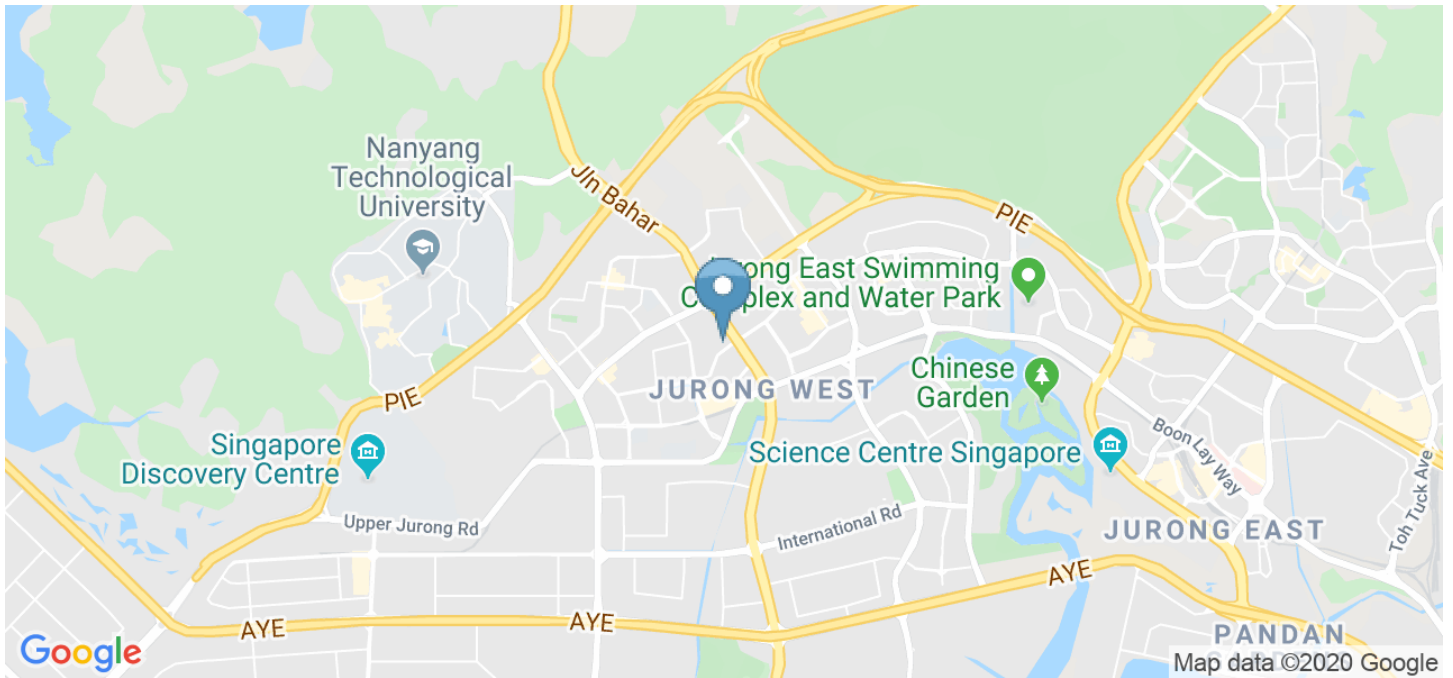 Nanyang
Technological
University
Jln Bahar
PIE
East Swimming
and Water Park
PIE
Chinese
Garden
JURONG WEST
Singapore
Discovery Centre
Science Centre Singapore
Boon Lay Way
Toh Tuck Ave
Upper Jurong Rd
International Rd
JURONG EAST
AYE
AYE
AYE
PANDAN
Google
Map data ©2020 Google